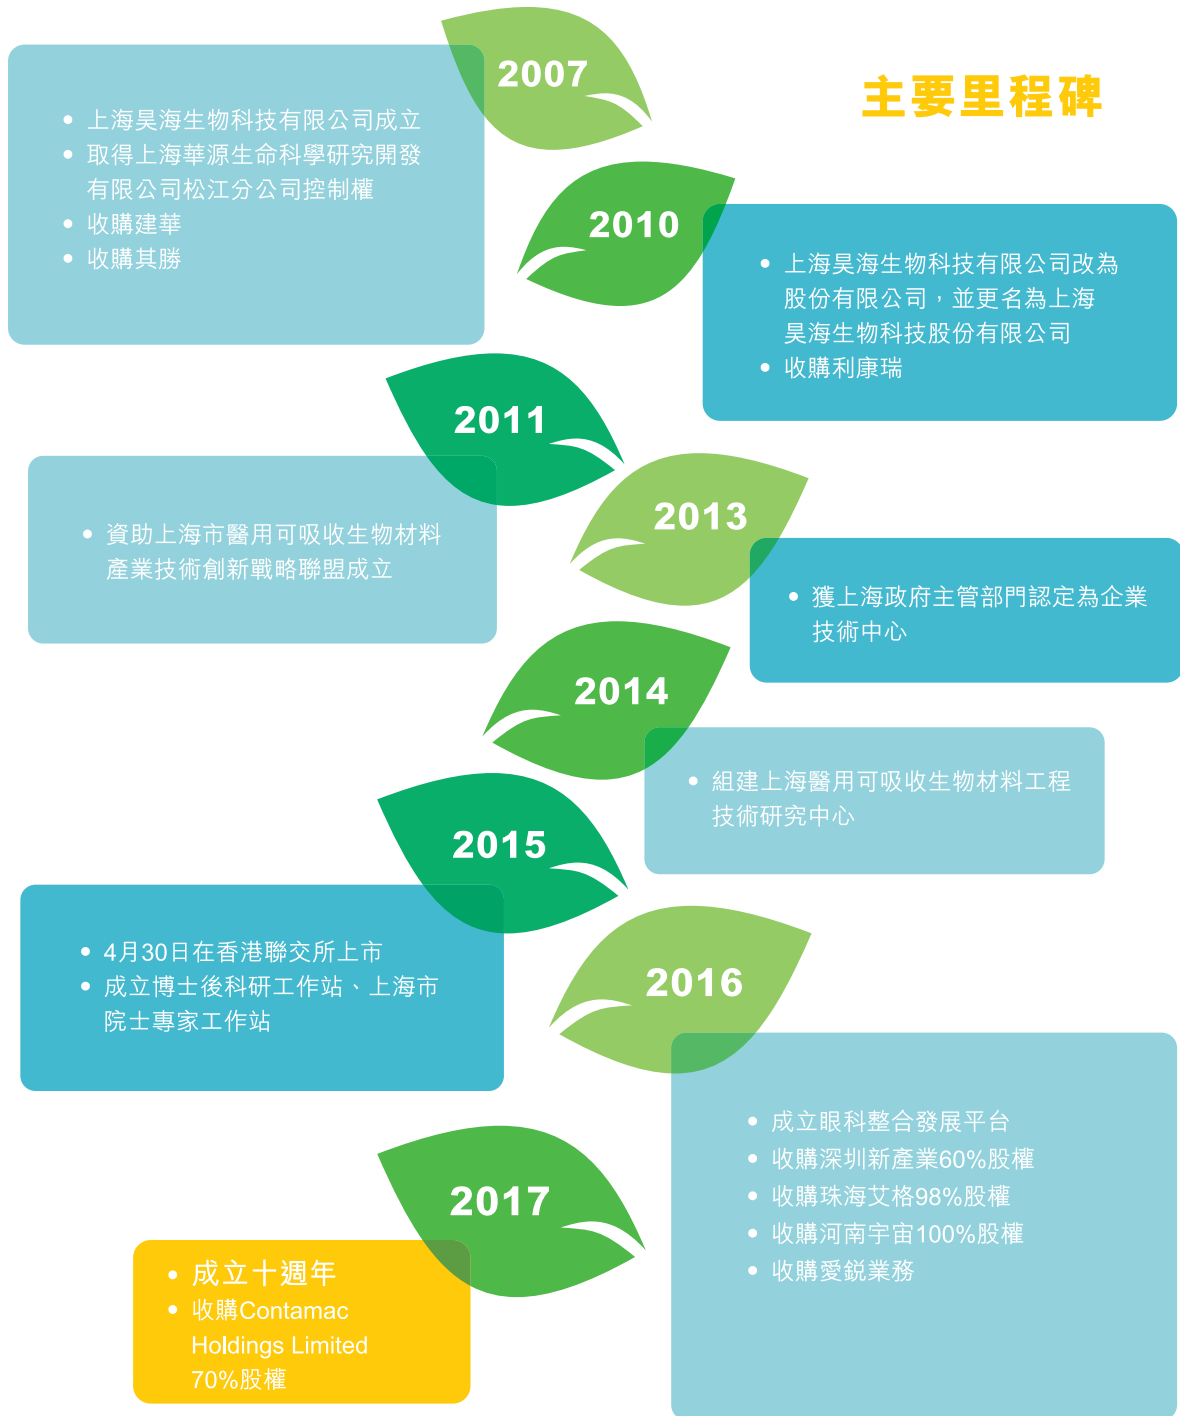 主要里程碑
2007
• 上海昊海生物科技有限公司成立
• 取得上海華源生命科學研究開發
有限公司松江分公司控制權
• 收購建華
• 收購其勝
2010
• 上海昊海生物科技有限公司改為
股份有限公司，並更名為上海
昊海生物科技股份有限公司
• 收購利康瑞
2011
• 資助上海市醫用可吸收生物材料
產業技術創新戰略聯盟成立
2013
• 獲上海政府主管部門認定為企業
技術中心
2014
• 組建上海醫用可吸收生物材料工程
技術研究中心
2015
• 4月30日在香港聯交所上市
• 成立博士後科研工作站、上海市
院士專家工作站
2016
• 成立眼科整合發展平台
• 收購深圳新產業60%股權
• 收購珠海艾格98%股權
• 收購河南宇宙100%股權
• 收購愛鋭業務
2017
• 成立十週年
• 收購Contamac
Holdings Limited
70%股權